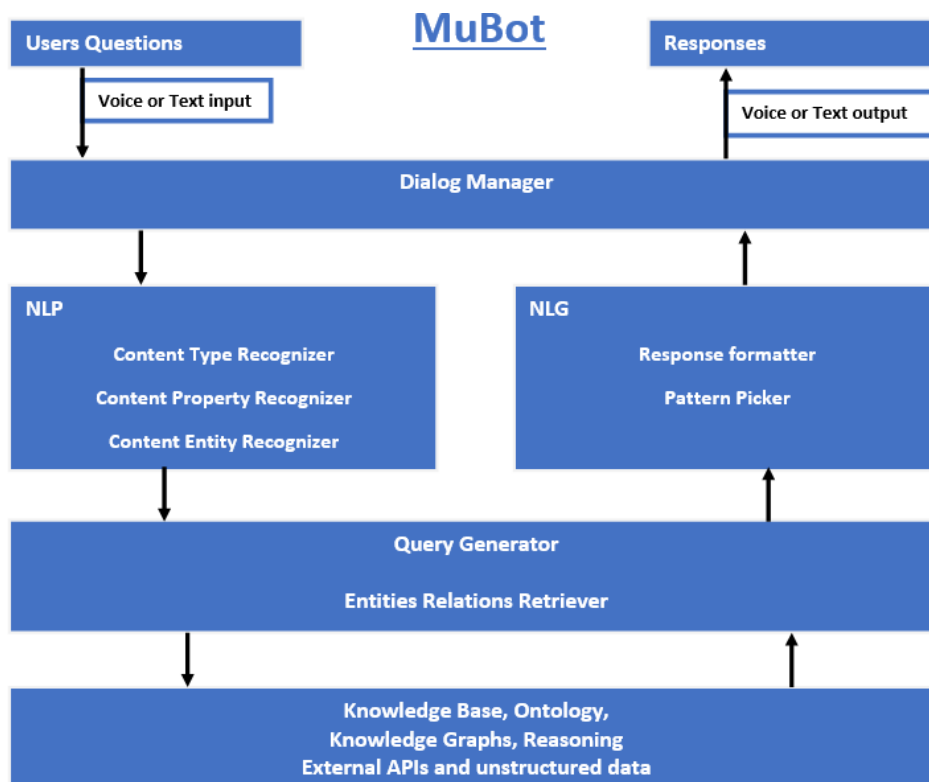 MuBot
Users Questions
Responses
Voice or Text input
Voice or Text output
Dialog Manager
NLP
Content Type Recognizer
Content Property Recognizer
Content Entity Recognizer
NLG
Response formatter
Pattern Picker
Query Generator
Entities Relations Retriever
Knowledge Base, Ontology,
Knowledge Graphs, Reasoning
External APIs and unstructured data